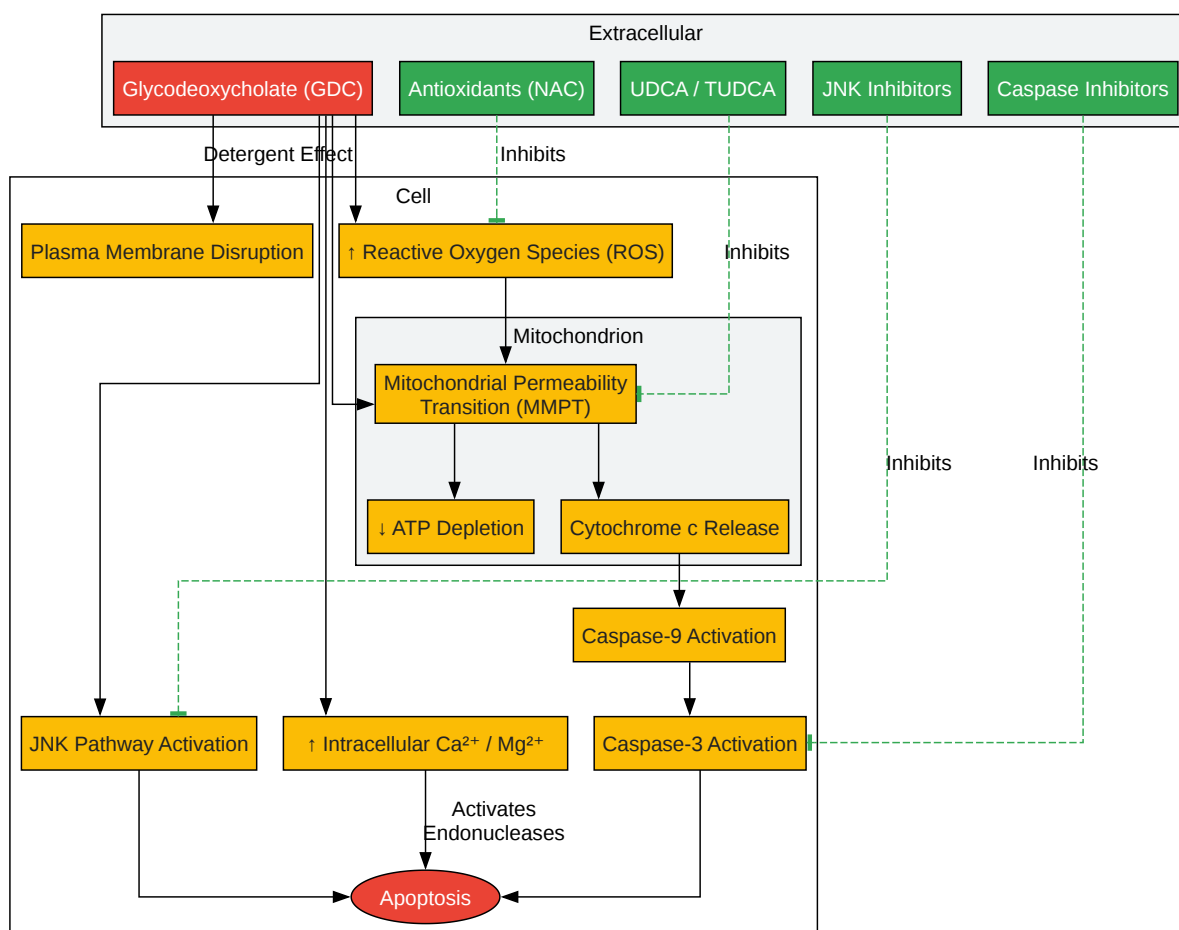 Extracellular
Glycodeoxycholate (GDC)
Antioxidants (NAC)
UDCA / TUDCA
JNK Inhibitors
Caspase Inhibitors
Detergent Effect
Inhibits
Cell
Plasma Membrane Disruption
↑ Reactive Oxygen Species (ROS)
Inhibits
Mitochondrion
Mitochondrial Permeability
Transition (MMPT)
Inhibits
Inhibits
↓ ATP Depletion
Cytochrome c Release
Caspase-9 Activation
JNK Pathway Activation
↑ Intracellular Ca²⁺ / Mg²⁺
Caspase-3 Activation
Activates
Endonucleases
Apoptosis